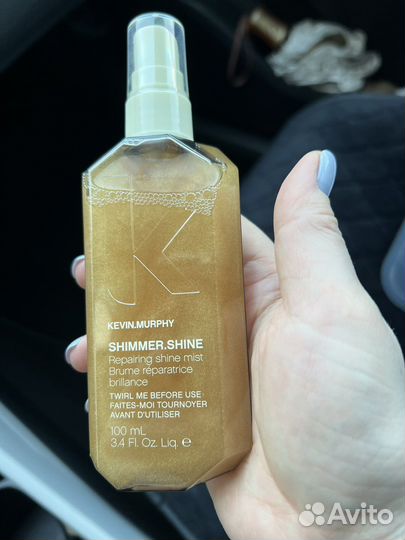 KM
KEVIN.MURPHY
SHIMMER.SHINE
Repairing shine mist
Brume réparatrice
brillance
TWIRL ME BEFORE USE
FAITES-MOI TOURNOYER
AVANT D'UTILISER
100 mL
3.4 Fl. Oz. Liq. e
Avito